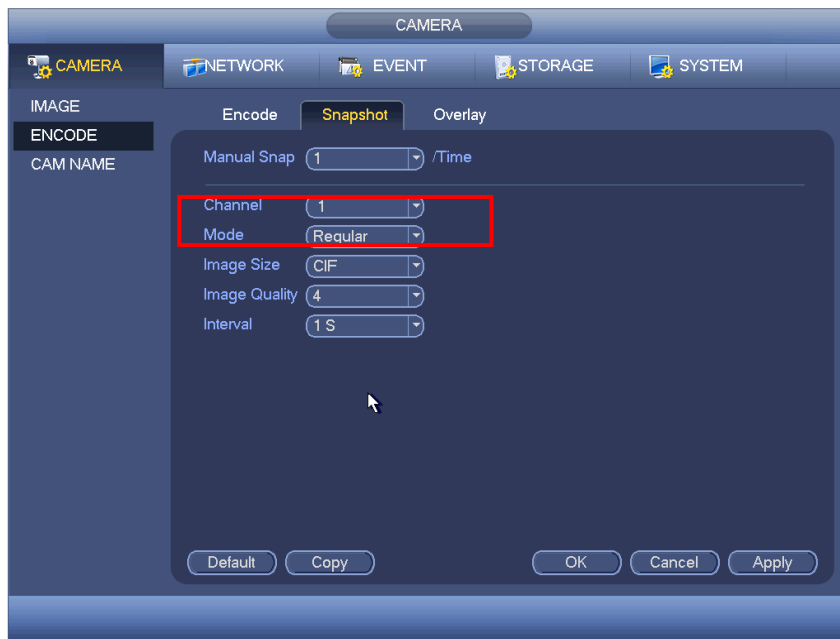 CAMERA
CAMERA NETWORK EVENT STORAGE SYSTEM
IMAGE
ENCODE
CAM NAME
Encode Snapshot Overlay
Manual Snap 1 /Time
Channel 1
Mode Regular
Image Size CIF
Image Quality 4
Interval 1 S
Default Copy OK Cancel Apply